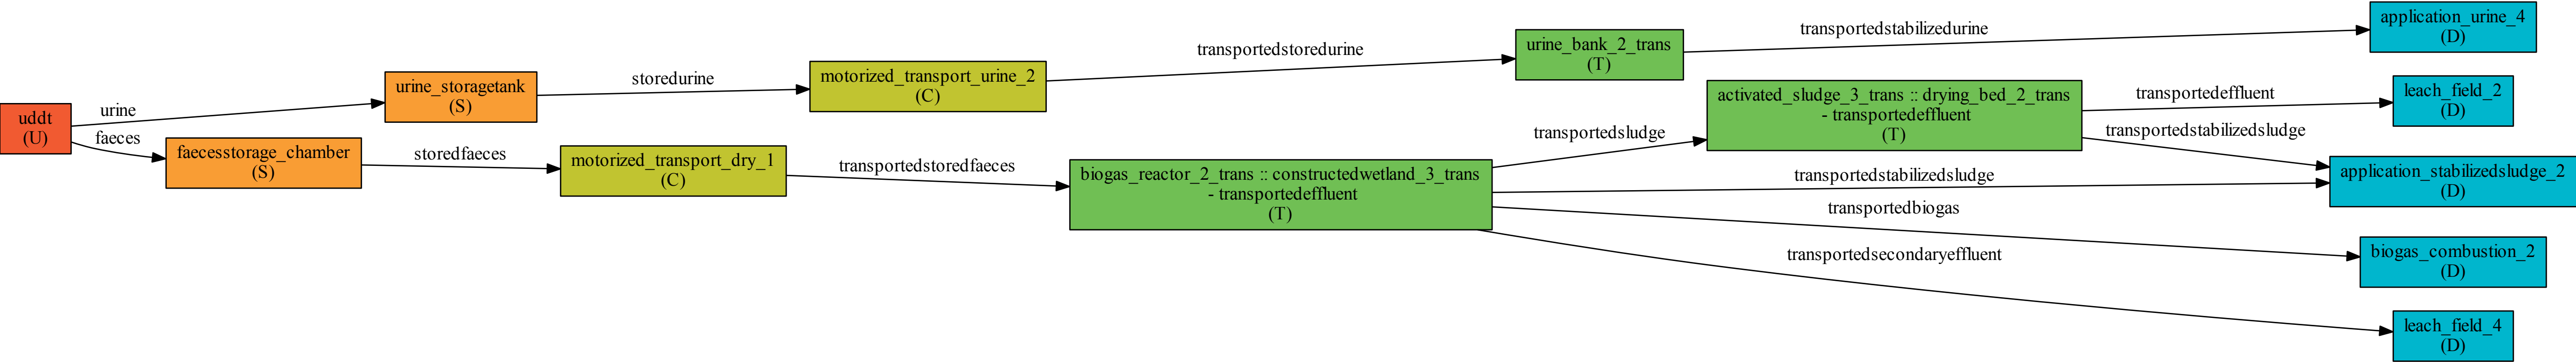 uddt
(U)
urine
faeces
urine_storagetank
(S)
faecesstorage_chamber
(S)
storedurine
storedfaeces
motorized_transport_urine_2
(C)
motorized_transport_dry_1
(C)
transportedstoredurine
transportedstoredfaeces
urine_bank_2_trans
(T)
biogas_reactor_2_trans :: constructedwetland_3_trans
- transportedeffluent
(T)
transportedsludge
activated_sludge_3_trans :: drying_bed_2_trans
- transportedeffluent
(T)
transportedstabilizedurine
transportedeffluent
transportedstabilizedsludge
transportedstabilizedsludge
transportedbiogas
transportedsecondaryeffluent
application_urine_4
(D)
leach_field_2
(D)
application_stabilizedsludge_2
(D)
biogas_combustion_2
(D)
leach_field_4
(D)